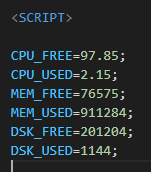 <SCRIPT>
CPU_FREE=97.85;
CPU_USED=2.15;
MEM_FREE=76575;
MEM_USED=911284;
DSK_FREE=201204;
DSK_USED=1144;